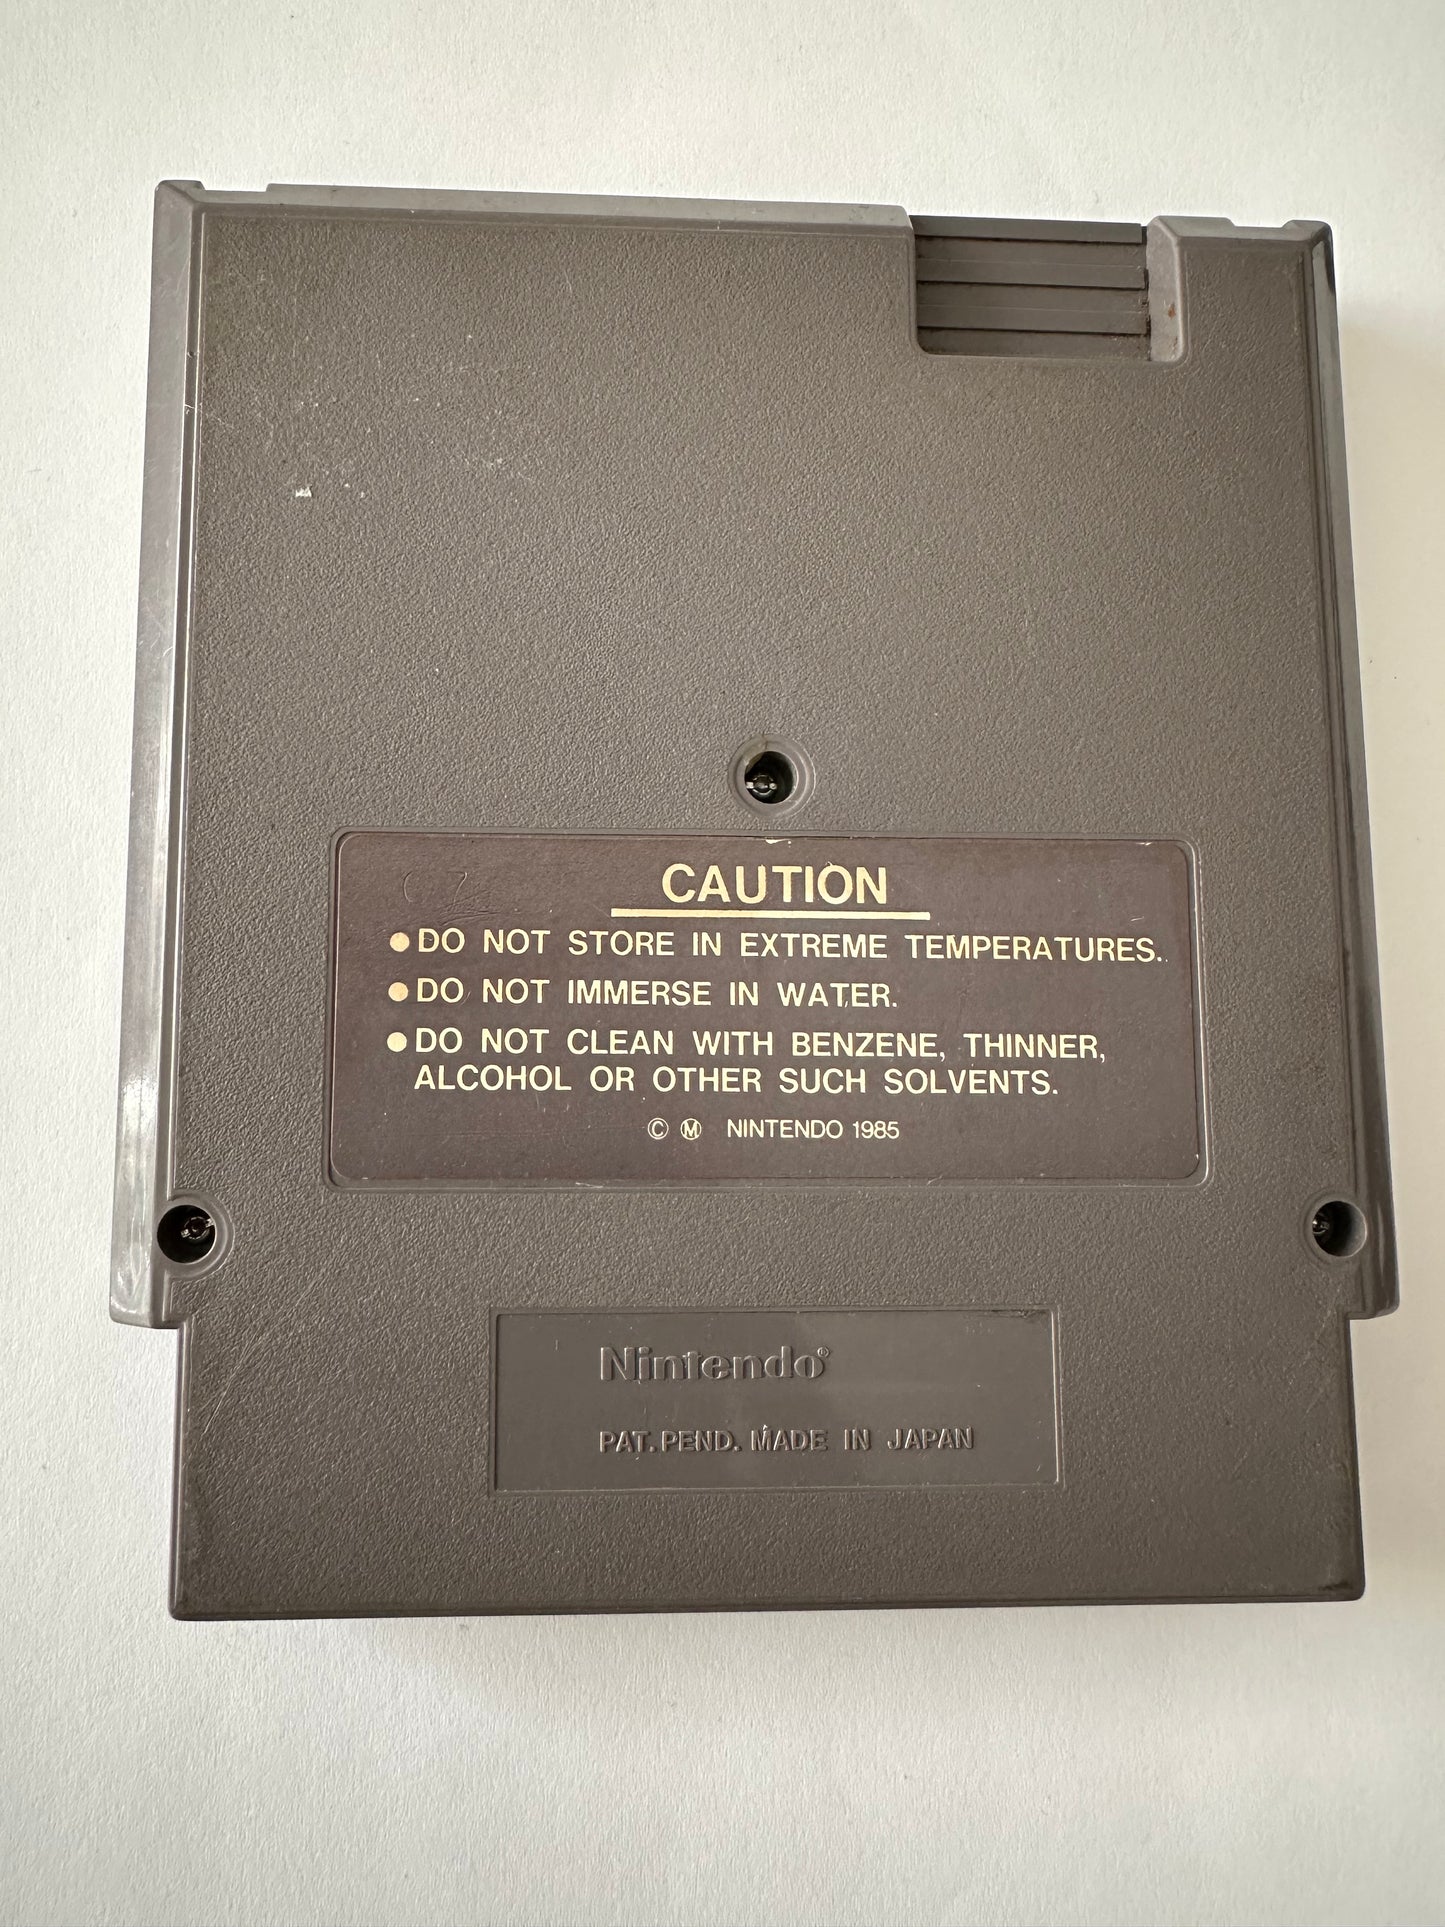 CAUTION
● DO NOT STORE IN EXTREME TEMPERATURES.
● DO NOT IMMERSE IN WATER.
● DO NOT CLEAN WITH BENZENE, THINNER,
ALCOHOL OR OTHER SUCH SOLVENTS.
© Ⓜ NINTENDO 1985
Nintendo®
PAT. PEND. MADE IN JAPAN